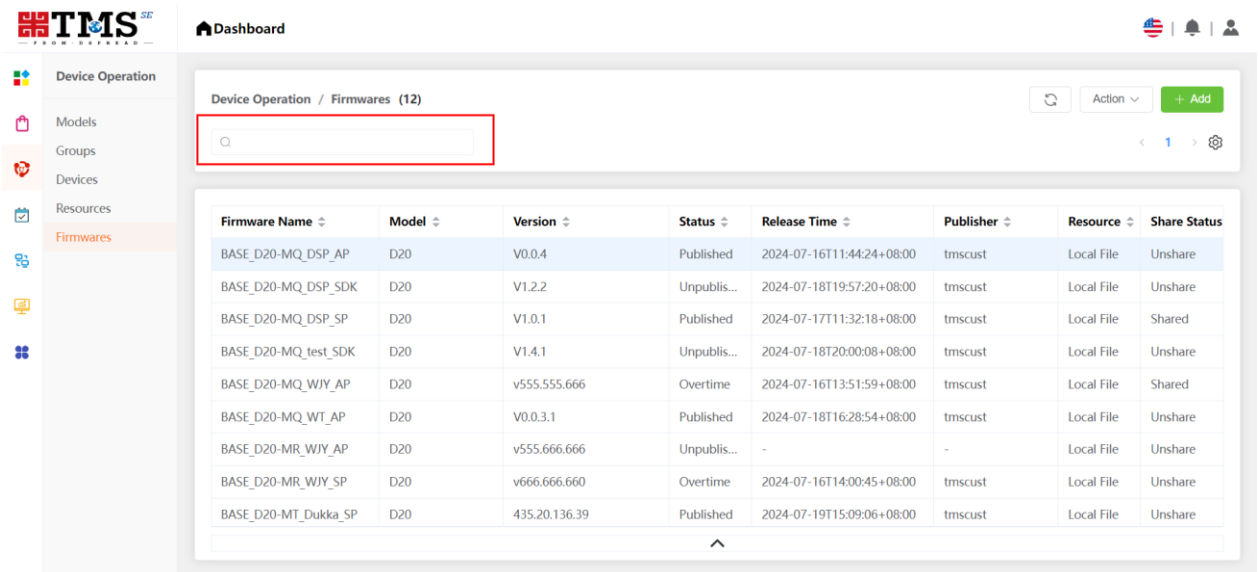 TMS SE
FROM·DSPREAD
Dashboard
Device Operation
Models
Groups
Devices
Resources
Firmwares
Device Operation / Firmwares (12)
Action
+ Add
1
Firmware Name Model Version Status Release Time Publisher Resource Share Status
BASE_D20-MQ_DSP_AP D20 V0.0.4 Published 2024-07-16T11:44:24+08:00 tmscust Local File Unshare
BASE_D20-MQ_DSP_SDK D20 V1.2.2 Unpublis... 2024-07-18T19:57:20+08:00 tmscust Local File Unshare
BASE_D20-MQ_DSP_SP D20 V1.0.1 Published 2024-07-17T11:32:18+08:00 tmscust Local File Shared
BASE_D20-MQ_test_SDK D20 V1.4.1 Unpublis... 2024-07-18T20:00:08+08:00 tmscust Local File Unshare
BASE_D20-MQ_WJY_AP D20 v555.555.666 Overtime 2024-07-16T13:51:59+08:00 tmscust Local File Shared
BASE_D20-MQ_WT_AP D20 V0.0.3.1 Published 2024-07-18T16:28:54+08:00 tmscust Local File Unshare
BASE_D20-MR_WJY_AP D20 v555.666.666 Unpublis... - - Local File Unshare
BASE_D20-MR_WJY_SP D20 v666.666.660 Overtime 2024-07-16T14:00:45+08:00 tmscust Local File Unshare
BASE_D20-MT_Dukka_SP D20 435.20.136.39 Published 2024-07-19T15:09:06+08:00 tmscust Local File Unshare